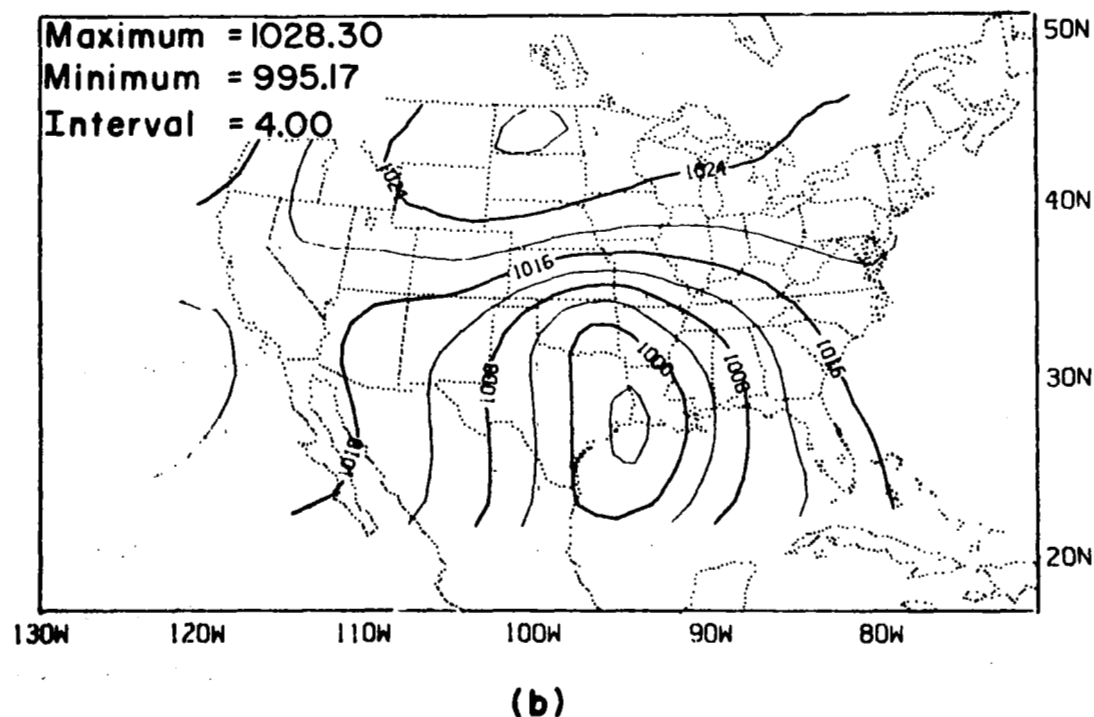 Maximum = 1028.30
Minimum = 995.17
Interval = 4.00
50N
1024
1024
40N
1016
1000
1008
1008
1016
30N
1016
20N
130W 120W 110W 100W 90W 80W
(b)